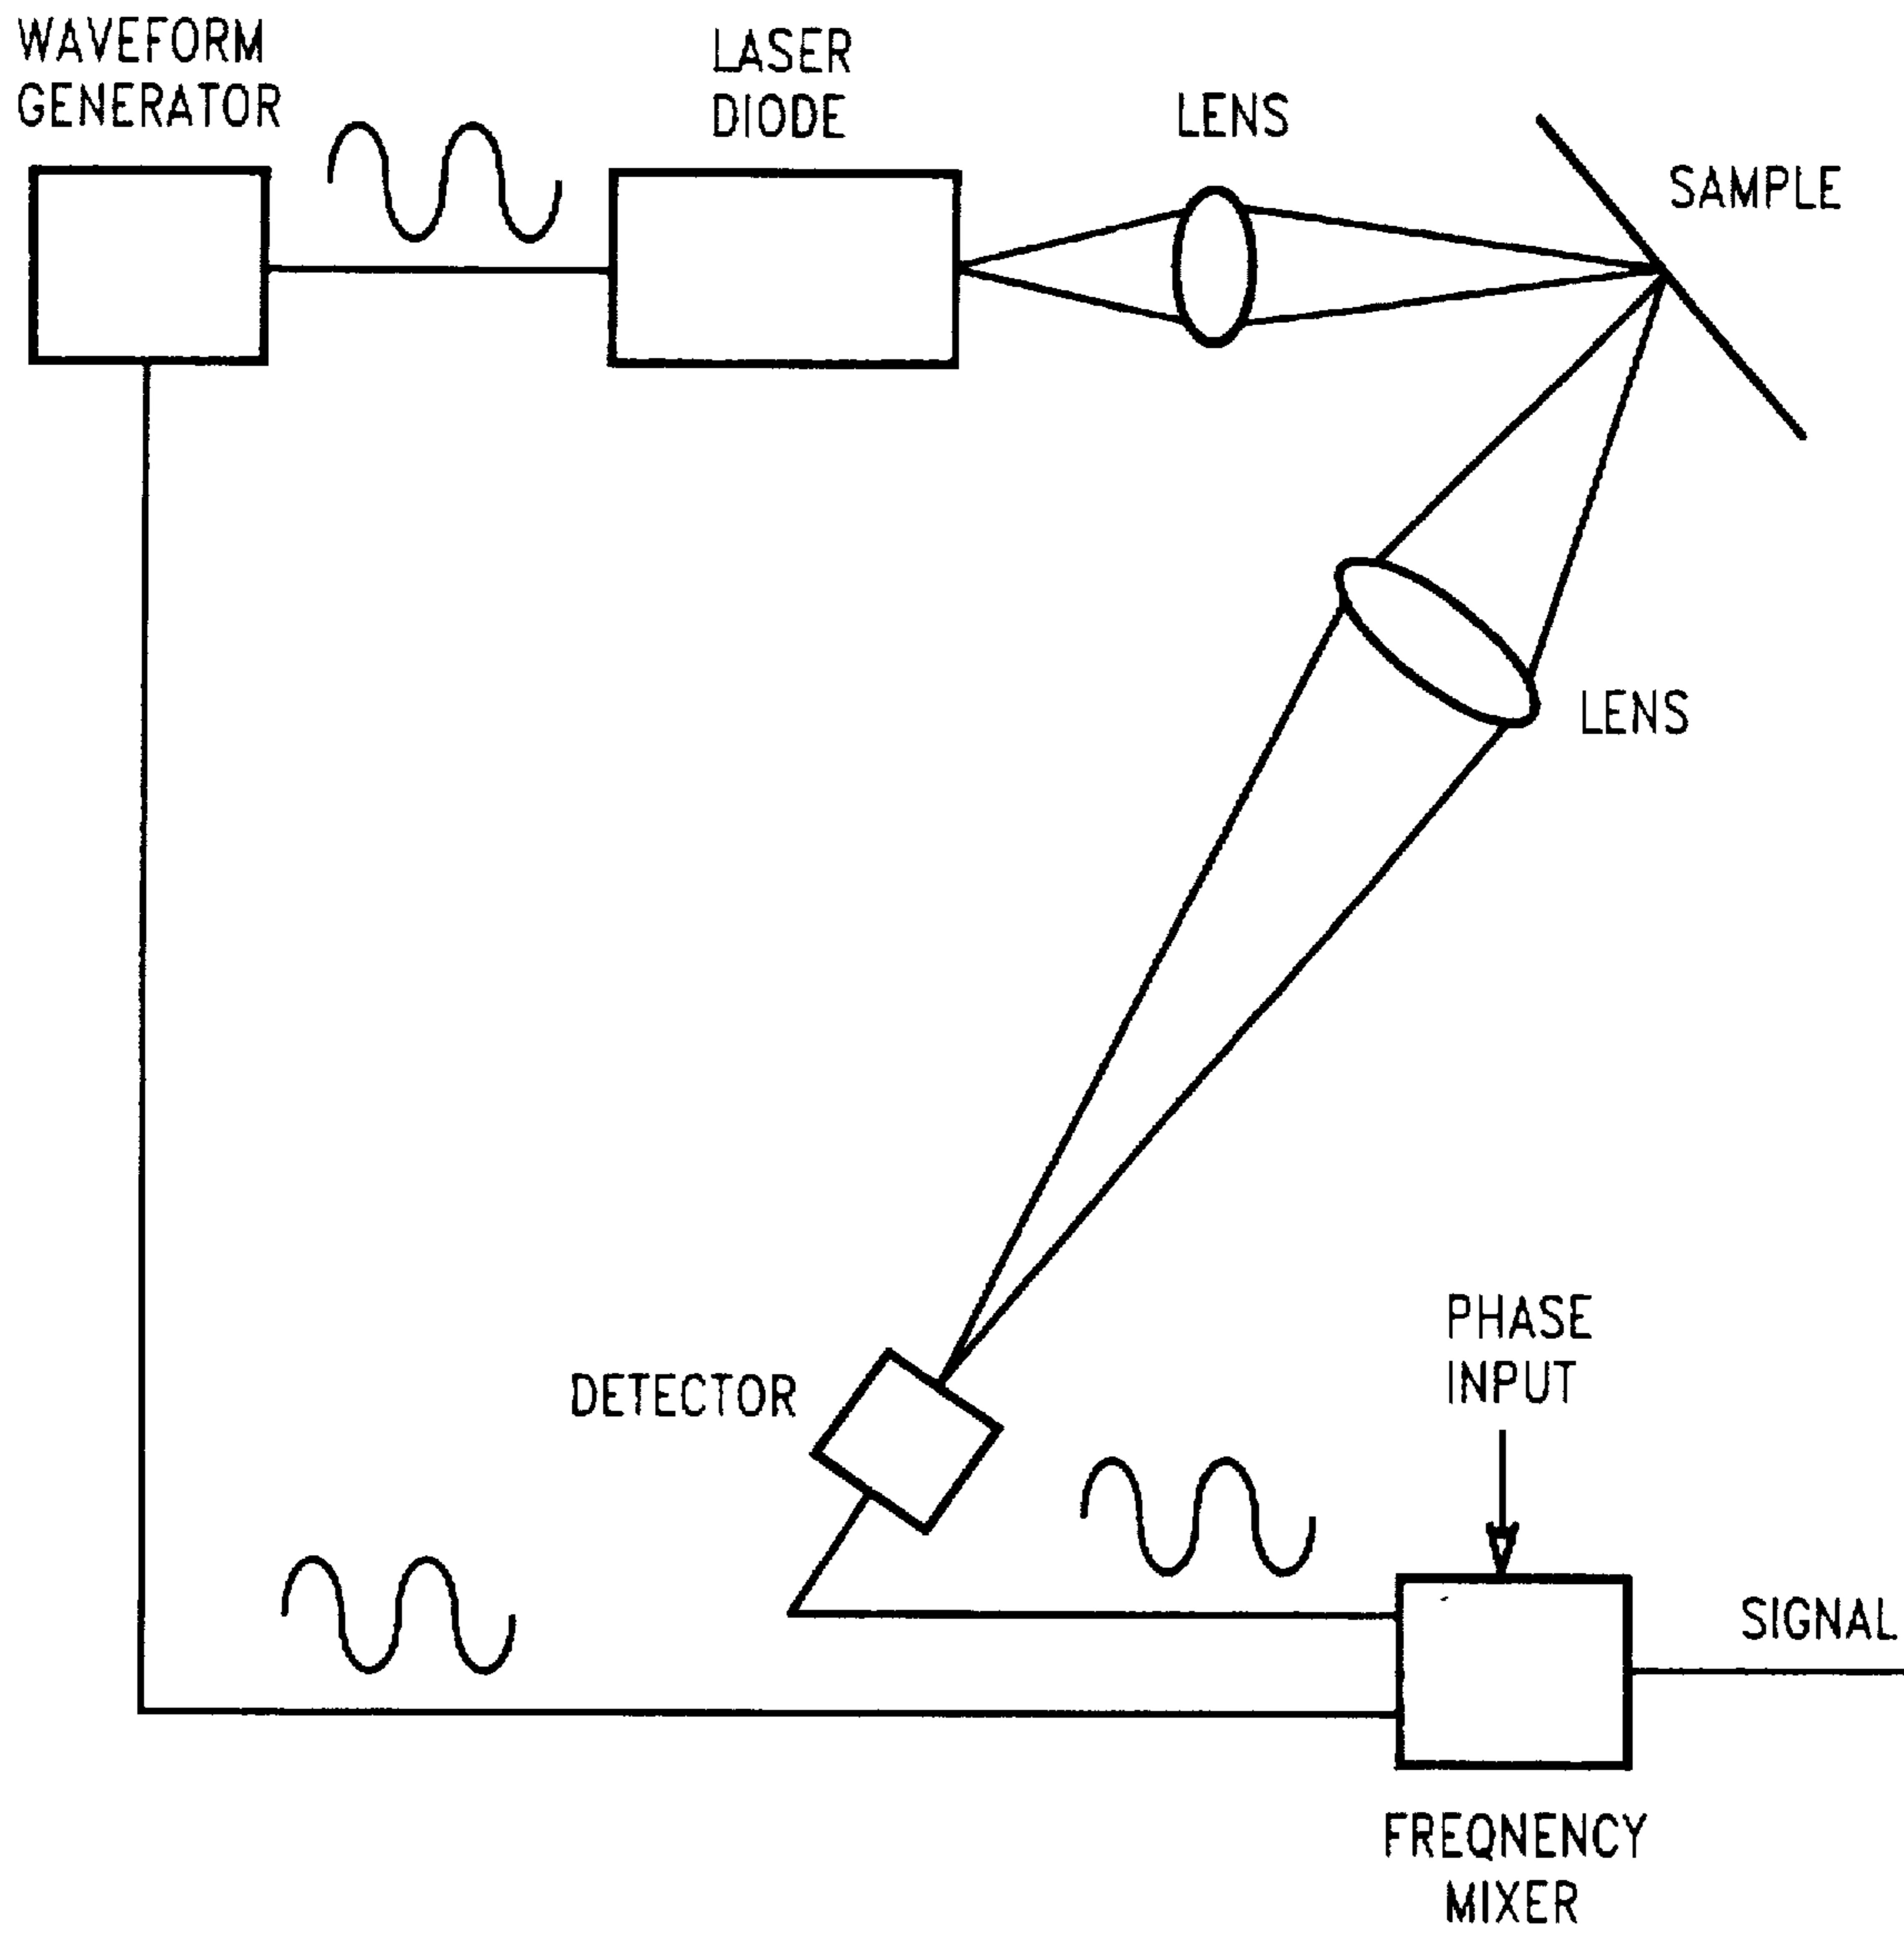 WAVEFORM
GENERATOR
LASER
DIODE
LENS
SAMPLE
LENS
DETECTOR
PHASE
INPUT
SIGNAL
FREQNENCY
MIXER